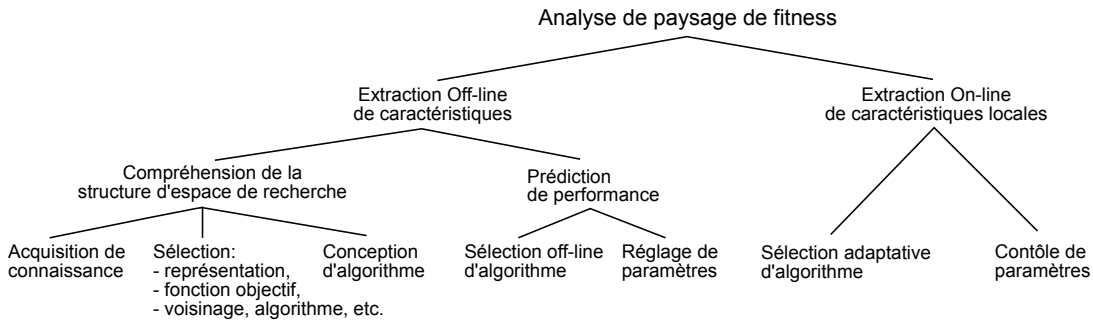 Analyse de paysage de fitness
Extraction Off-line
de caractéristiques
Extraction On-line
de caractéristiques locales
Compréhension de la
structure d'espace de recherche
Prédiction
de performance
Acquisition de
connaissance
Sélection:
- représentation,
- fonction objectif,
- voisinage, algorithme, etc.
Conception
d'algorithme
Sélection off-line
d'algorithme
Réglage de
paramètres
Sélection adaptative
d'algorithme
Contôle de
paramètres